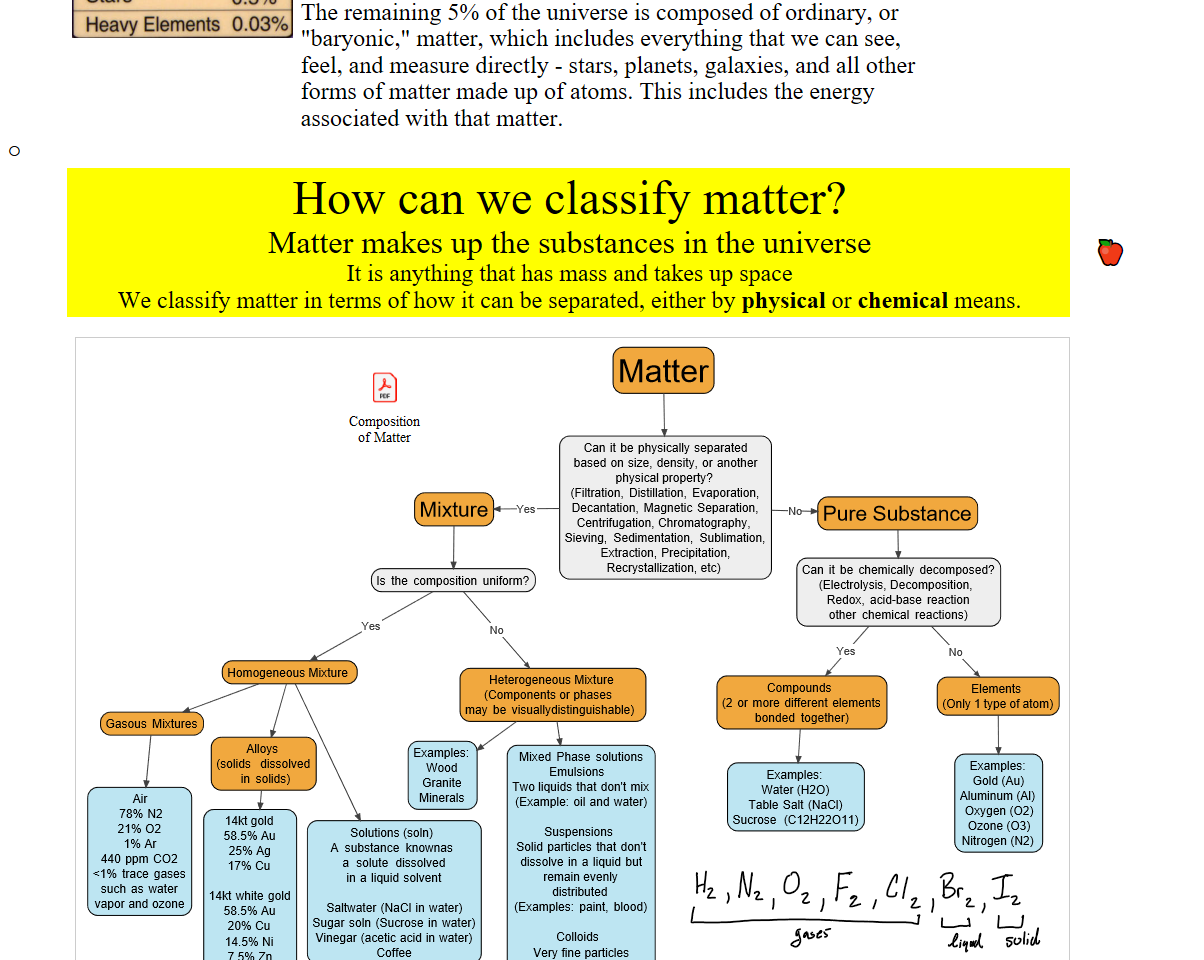 Heavy Elements 0.03%
The remaining 5% of the universe is composed of ordinary, or
"baryonic," matter, which includes everything that we can see,
feel, and measure directly - stars, planets, galaxies, and all other
forms of matter made up of atoms. This includes the energy
associated with that matter.
How can we classify matter?
Matter makes up the substances in the universe
It is anything that has mass and takes up space
We classify matter in terms of how it can be separated, either by physical or chemical means.
Matter
PDF
Composition
of Matter
Can it be physically separated
based on size, density, or another
physical property?
(Filtration, Distillation, Evaporation,
Decantation, Magnetic Separation,
Centrifugation, Chromatography,
Sieving, Sedimentation, Sublimation,
Extraction, Precipitation,
Recrystallization, etc)
Yes
No
Mixture
Pure Substance
Is the composition uniform?
Can it be chemically decomposed?
(Electrolysis, Decomposition,
Redox, acid-base reaction
other chemical reactions)
Yes
No
Yes
No
Homogeneous Mixture
Heterogeneous Mixture
(Components or phases
may be visuallydistinguishable)
Compounds
(2 or more different elements
bonded together)
Elements
(Only 1 type of atom)
Gasous Mixtures
Alloys
(solids dissolved
in solids)
Examples:
Wood
Granite
Minerals
Mixed Phase solutions
Emulsions
Two liquids that don't mix
(Example: oil and water)
Suspensions
Solid particles that don't
dissolve in a liquid but
remain evenly
distributed
(Examples: paint, blood)
Colloids
Very fine particles
Examples:
Water (H2O)
Table Salt (NaCl)
Sucrose (C12H22O11)
Examples:
Gold (Au)
Aluminum (Al)
Oxygen (O2)
Ozone (O3)
Nitrogen (N2)
Air
78% N2
21% O2
1% Ar
440 ppm CO2
<1% trace gases
such as water
vapor and ozone
14kt gold
58.5% Au
25% Ag
17% Cu
14kt white gold
58.5% Au
20% Cu
14.5% Ni
7.5% Zn
Solutions (soln)
A substance knownas
a solute dissolved
in a liquid solvent
Saltwater (NaCl in water)
Sugar soln (Sucrose in water)
Vinegar (acetic acid in water)
Coffee
H2, N2, O2, F2, Cl2, Br2, I2
gases liquid solid